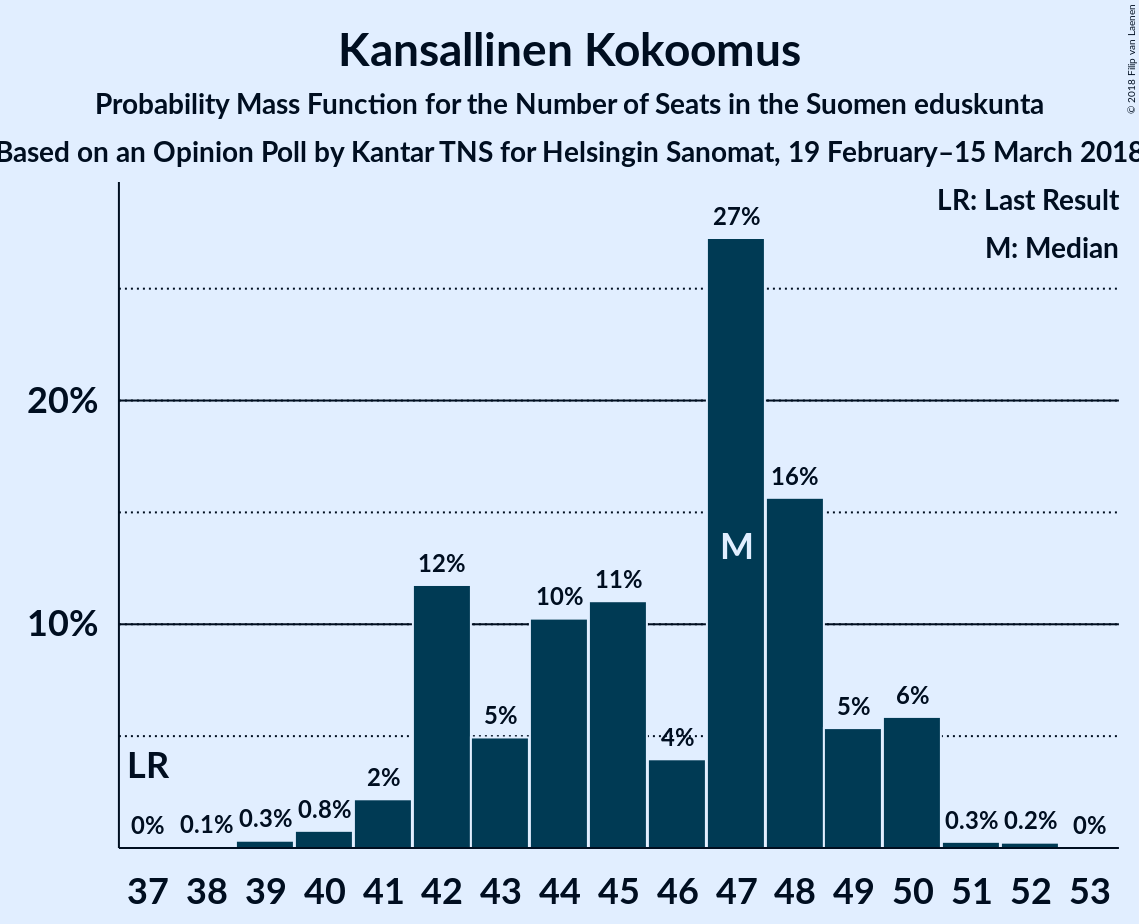 Kansallinen Kokoomus
Probability Mass Function for the Number of Seats in the Suomen eduskunta
Based on an Opinion Poll by Kantar TNS for Helsingin Sanomat, 19 February–15 March 2018
© 2018 Filip van Laenen
LR: Last Result
M: Median
27%
20%
16%
M
12%
11%
10%
10%
6%
5%
5%
4%
LR
2%
0% 0.1% 0.3% 0.8% 0.3% 0.2% 0%
37 38 39 40 41 42 43 44 45 46 47 48 49 50 51 52 53